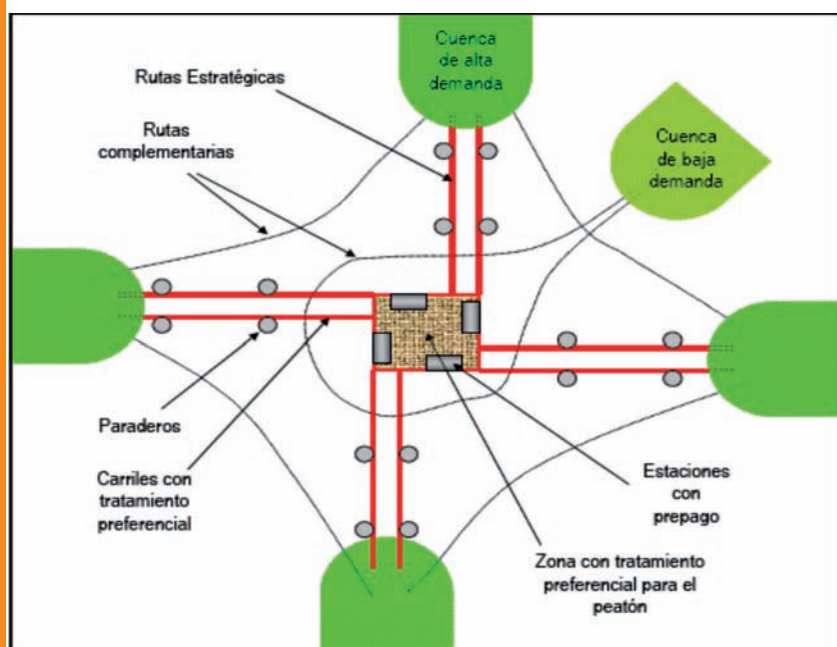 Cuenca
de alta
demanda
Rutas Estratégicas
Rutas
complementarias
Cuenca
de baja
demanda
Paraderos
Carriles con
tratamiento
preferencial
Estaciones
con
prepago
Zona con tratamiento
preferencial para el
peatón